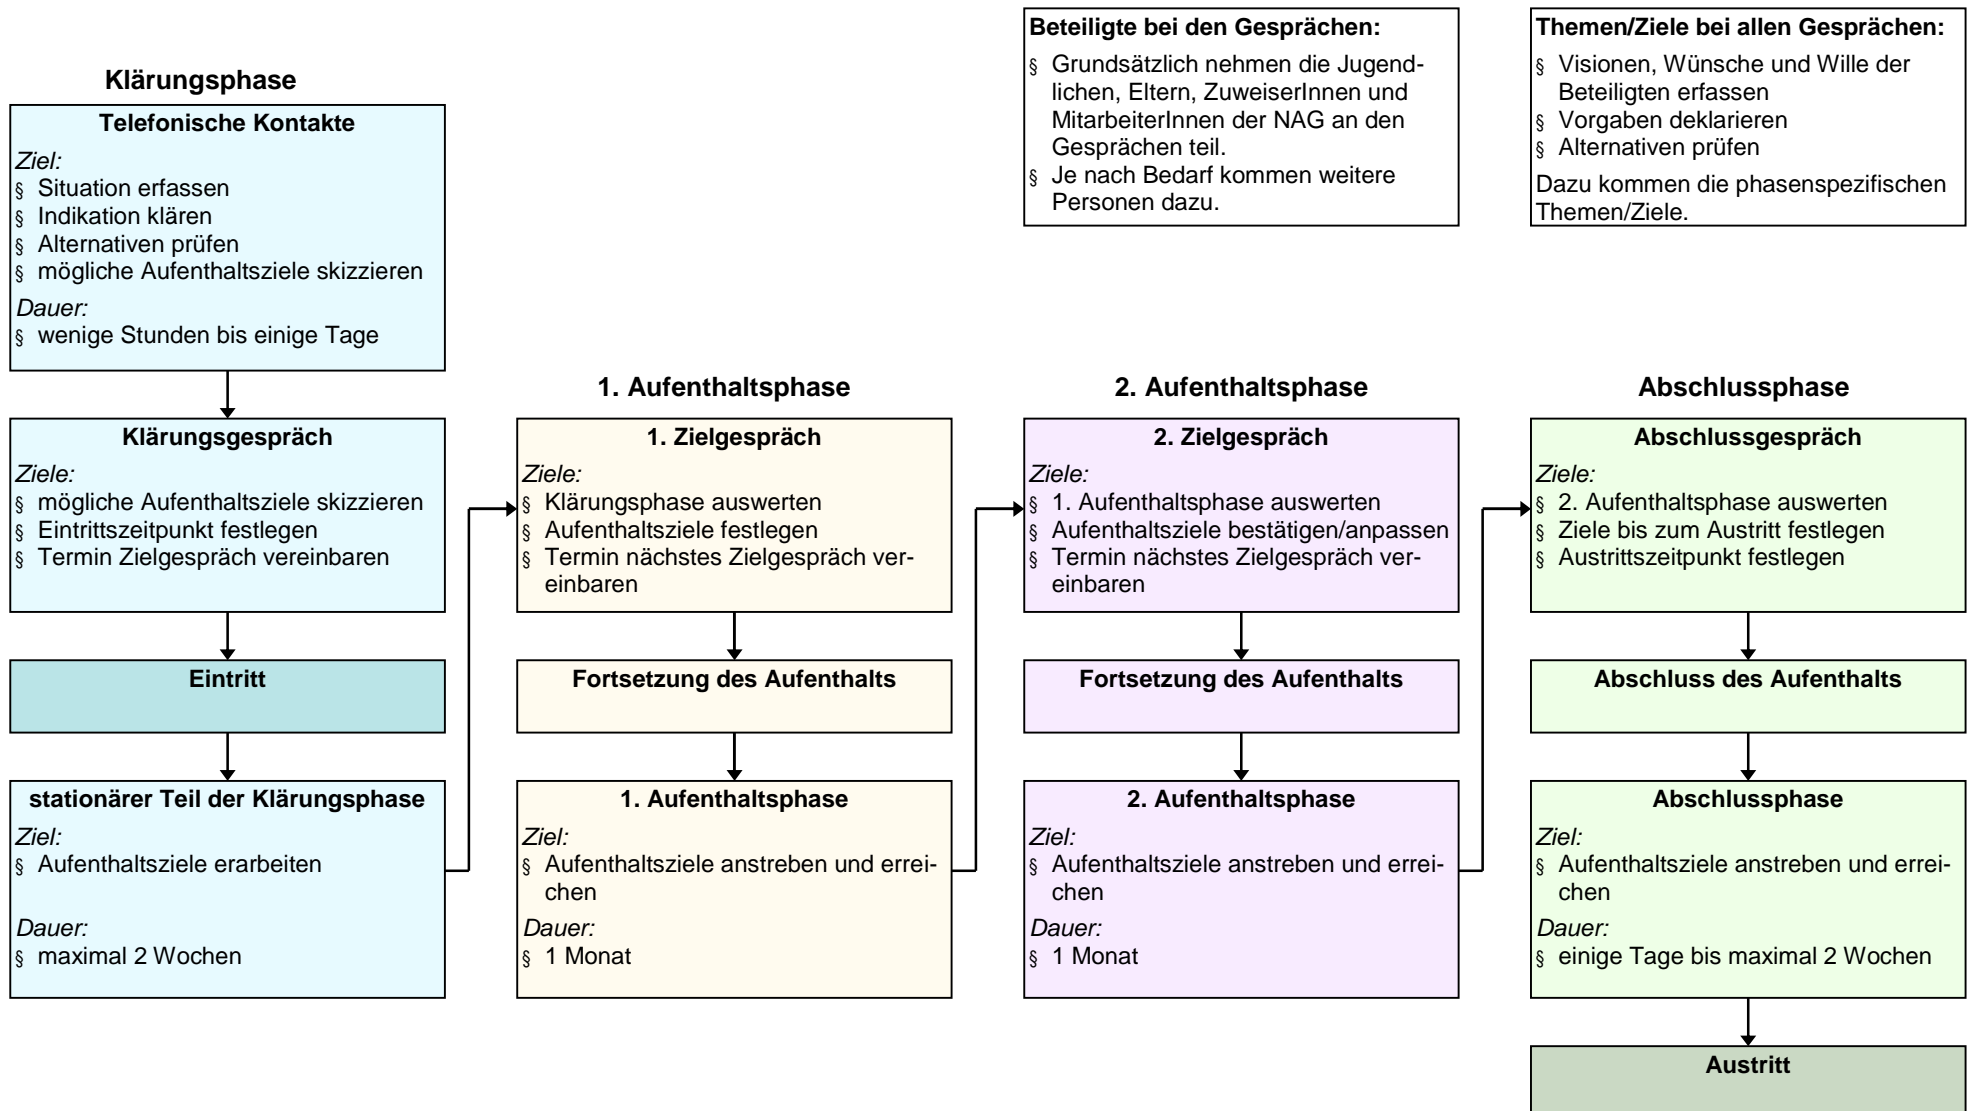 Beteiligte bei den Gesprächen:
§ Grundsätzlich nehmen die Jugend-
lichen, Eltern, ZuweiserInnen und
MitarbeiterInnen der NAG an den
Gesprächen teil.
§ Je nach Bedarf kommen weitere
Personen dazu.
Themen/Ziele bei allen Gesprächen:
§ Visionen, Wünsche und Wille der
Beteiligten erfassen
§ Vorgaben deklarieren
§ Alternativen prüfen
Dazu kommen die phasenspezifischen
Themen/Ziele.
Klärungsphase
Telefonische Kontakte
Ziel:
§ Situation erfassen
§ Indikation klären
§ Alternativen prüfen
§ mögliche Aufenthaltsziele skizzieren
Dauer:
§ wenige Stunden bis einige Tage
Klärungsgespräch
Ziele:
§ mögliche Aufenthaltsziele skizzieren
§ Eintrittszeitpunkt festlegen
§ Termin Zielgespräch vereinbaren
Eintritt
stationärer Teil der Klärungsphase
Ziel:
§ Aufenthaltsziele erarbeiten
Dauer:
§ maximal 2 Wochen
1. Aufenthaltsphase
1. Zielgespräch
Ziele:
§ Klärungsphase auswerten
§ Aufenthaltsziele festlegen
§ Termin nächstes Zielgespräch ver-
einbaren
Fortsetzung des Aufenthalts
1. Aufenthaltsphase
Ziel:
§ Aufenthaltsziele anstreben und errei-
chen
Dauer:
§ 1 Monat
2. Aufenthaltsphase
2. Zielgespräch
Ziele:
§ 1. Aufenthaltsphase auswerten
§ Aufenthaltsziele bestätigen/anpassen
§ Termin nächstes Zielgespräch ver-
einbaren
Fortsetzung des Aufenthalts
2. Aufenthaltsphase
Ziel:
§ Aufenthaltsziele anstreben und errei-
chen
Dauer:
§ 1 Monat
Abschlussphase
Abschlussgespräch
Ziele:
§ 2. Aufenthaltsphase auswerten
§ Ziele bis zum Austritt festlegen
§ Austrittszeitpunkt festlegen
Abschluss des Aufenthalts
Abschlussphase
Ziel:
§ Aufenthaltsziele anstreben und errei-
chen
Dauer:
§ einige Tage bis maximal 2 Wochen
Austritt